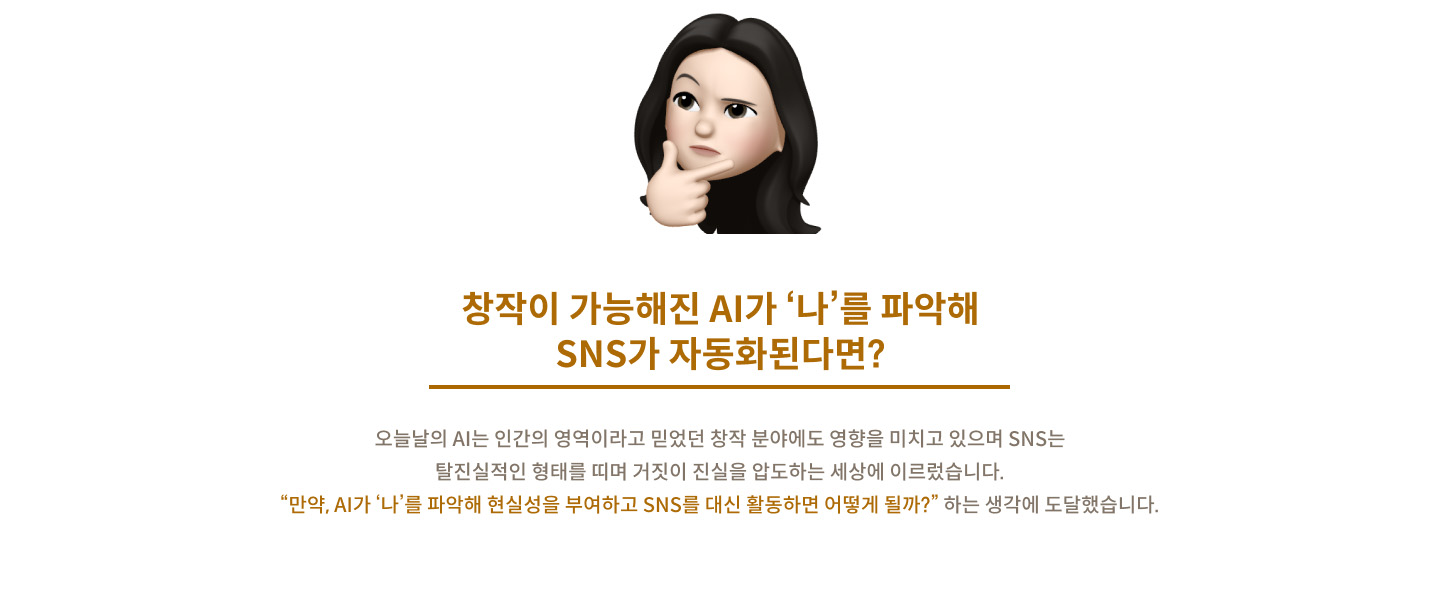 창작이 가능해진 AI가 ‘나’를 파악해
SNS가 자동화된다면?
오늘날의 AI는 인간의 영역이라고 믿었던 창작 분야에도 영향을 미치고 있으며 SNS는
탈진실적인 형태를 띠며 거짓이 진실을 압도하는 세상에 이르렀습니다.
“만약, AI가 ‘나’를 파악해 현실성을 부여하고 SNS를 대신 활동하면 어떻게 될까?” 하는 생각에 도달했습니다.